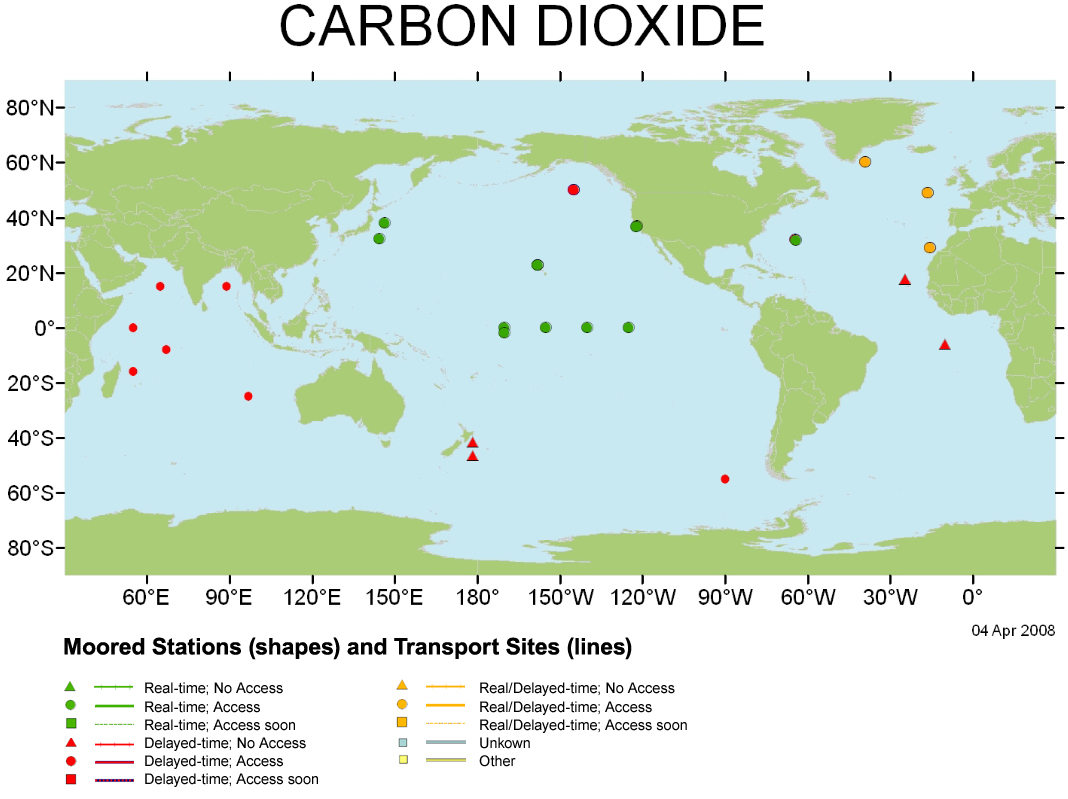 CARBON DIOXIDE
80°N
60°N
40°N
20°N
0°
20°S
40°S
60°S
80°S
60°E 90°E 120°E 150°E 180° 150°W 120°W 90°W 60°W 30°W 0°
04 Apr 2008
Moored Stations (shapes) and Transport Sites (lines)
Real-time; No Access
Real-time; Access
Real-time; Access soon
Delayed-time; No Access
Delayed-time; Access
Delayed-time; Access soon
Real/Delayed-time; No Access
Real/Delayed-time; Access
Real/Delayed-time; Access soon
Unkown
Other